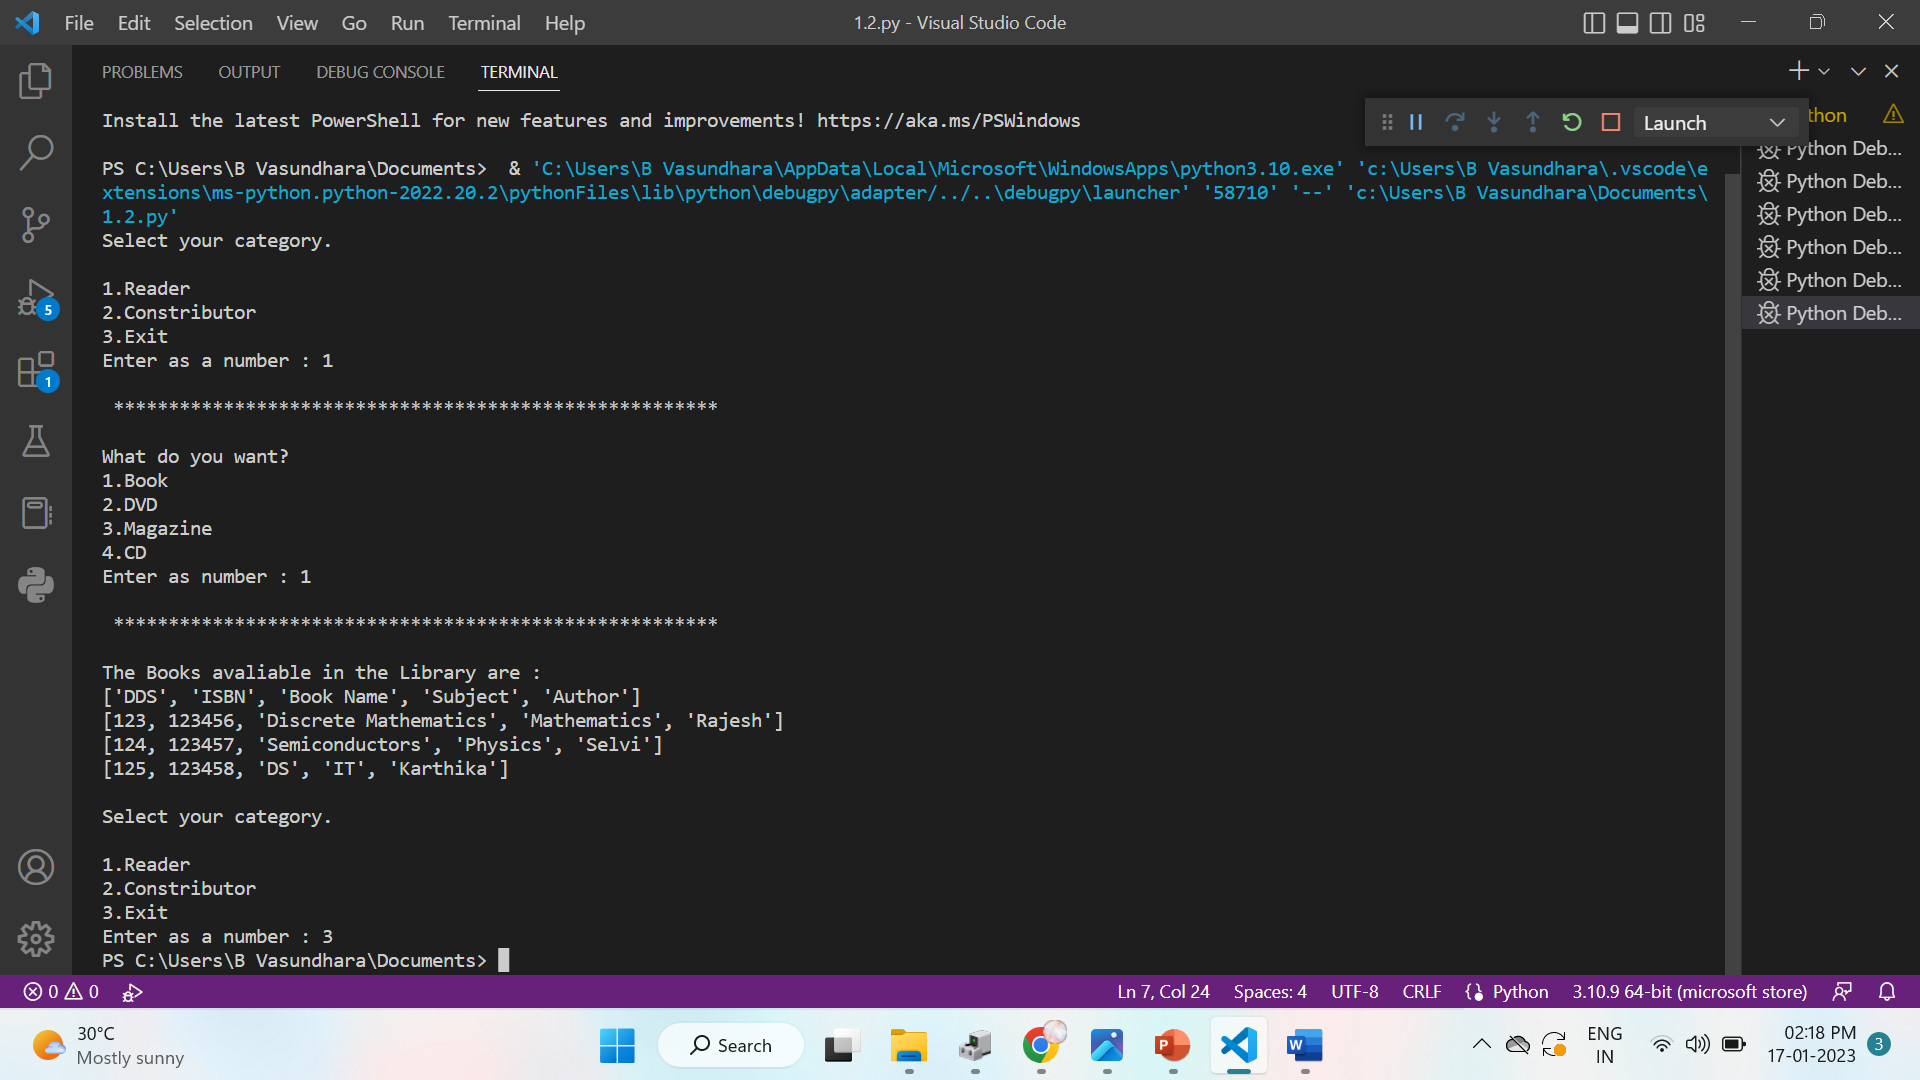 File Edit Selection View Go Run Terminal Help 1.2.py - Visual Studio Code
PROBLEMS OUTPUT DEBUG CONSOLE TERMINAL
Launch
thon
Python Deb...
Python Deb...
Python Deb...
Python Deb...
Python Deb...
Python Deb...
Install the latest PowerShell for new features and improvements! https://aka.ms/PSWindows
PS C:\Users\B Vasundhara\Documents>  & 'C:\Users\B Vasundhara\AppData\Local\Microsoft\WindowsApps\python3.10.exe' 'c:\Users\B Vasundhara\.vscode\e
xtensions\ms-python.python-2022.20.2\pythonFiles\lib\python\debugpy\adapter/../..\debugpy\launcher' '58710' '--' 'c:\Users\B Vasundhara\Documents\
1.2.py'
Select your category.
1.Reader
2.Constributor
3.Exit
Enter as a number : 1
*******************************************************
What do you want?
1.Book
2.DVD
3.Magazine
4.CD
Enter as number : 1
*******************************************************
The Books avaliable in the Library are :
['DDS', 'ISBN', 'Book Name', 'Subject', 'Author']
[123, 123456, 'Discrete Mathematics', 'Mathematics', 'Rajesh']
[124, 123457, 'Semiconductors', 'Physics', 'Selvi']
[125, 123458, 'DS', 'IT', 'Karthika']
Select your category.
1.Reader
2.Constributor
3.Exit
Enter as a number : 3
PS C:\Users\B Vasundhara\Documents>
5
1
0 0 Ln 7, Col 24 Spaces: 4 UTF-8 CRLF Python 3.10.9 64-bit (microsoft store)
30°C
Mostly sunny
Search
ENG
IN
02:18 PM
17-01-2023
3